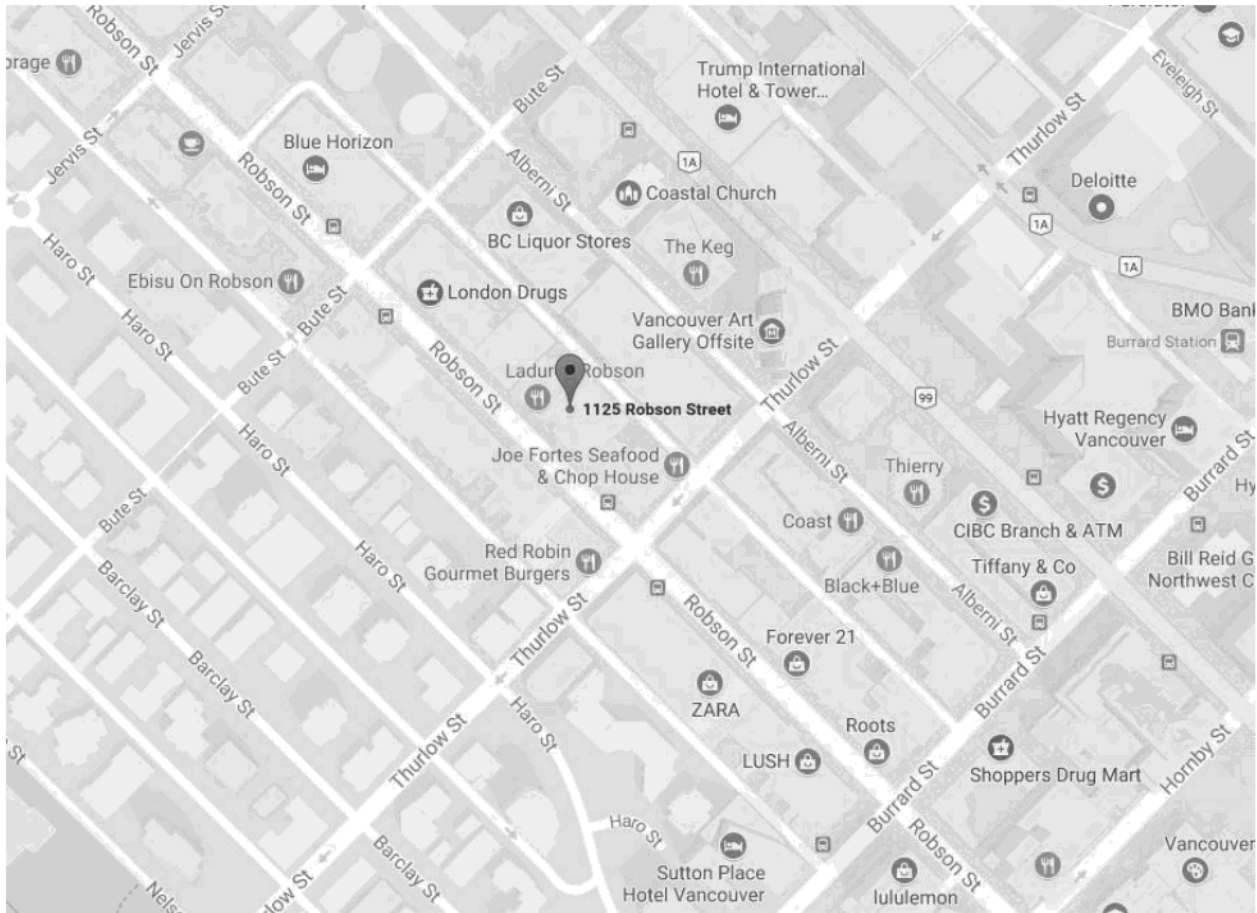 Robson St
Jervis St
orage
Bute St
Trump International
Hotel & Tower...
Thurlow St
Eveleigh St
Jervis St
Blue Horizon
Robson St
Alberni St
1A
Coastal Church
Deloitte
1A
BC Liquor Stores
The Keg
1A
Haro St
Ebisu On Robson
London Drugs
Bute St
Haro St
Vancouver Art
Gallery Offsite
BMO Bank
Burrard Station
Bute St
Robson St
Robson
Thurlow St
99
1125 Robson Street
Hyatt Regency
Vancouver
Haro St
Joe Fortes Seafood
& Chop House
Alberni St
Thierry
Burrard St
Hy
Bute St
Coast
CIBC Branch & ATM
Red Robin
Gourmet Burgers
Haro St
Black+Blue
Tiffany & Co
Bill Reid G
Northwest C
Barclay St
Thurlow St
Robson St
Forever 21
Alberni St
Barclay St
ZARA
Burrard St
Haro St
Roots
Thurlow St
LUSH
Shoppers Drug Mart
Hornby St
Burrard St
Haro St
Robson St
Barclay St
Sutton Place
Hotel Vancouver
lululemon
Vancouver
Nels
rlow St